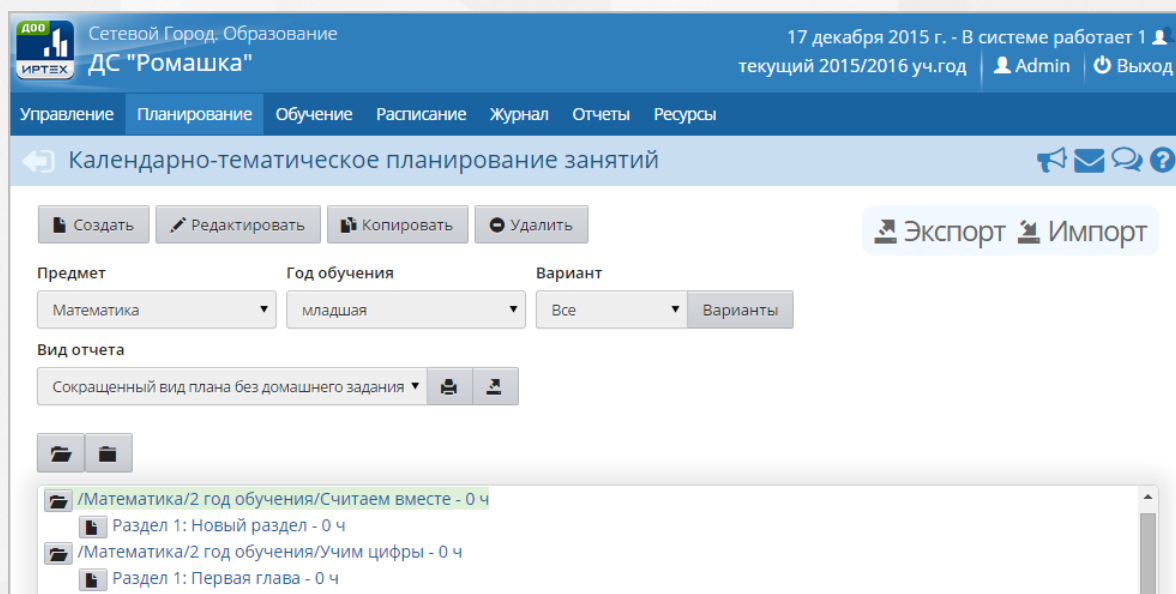 ДОО
ИРТЕХ
Сетевой Город. Образование
ДС "Ромашка"
17 декабря 2015 г. - В системе работает 1
текущий 2015/2016 уч.год Admin Выход
Управление Планирование Обучение Расписание Журнал Отчеты Ресурсы
Календарно-тематическое планирование занятий
Создать Редактировать Копировать Удалить Экспорт Импорт
Предмет Год обучения Вариант
Математика младшая Все Варианты
Вид отчета
Сокращенный вид плана без домашнего задания
/Математика/2 год обучения/Считаем вместе - 0 ч
Раздел 1: Новый раздел - 0 ч
/Математика/2 год обучения/Учим цифры - 0 ч
Раздел 1: Первая глава - 0 ч